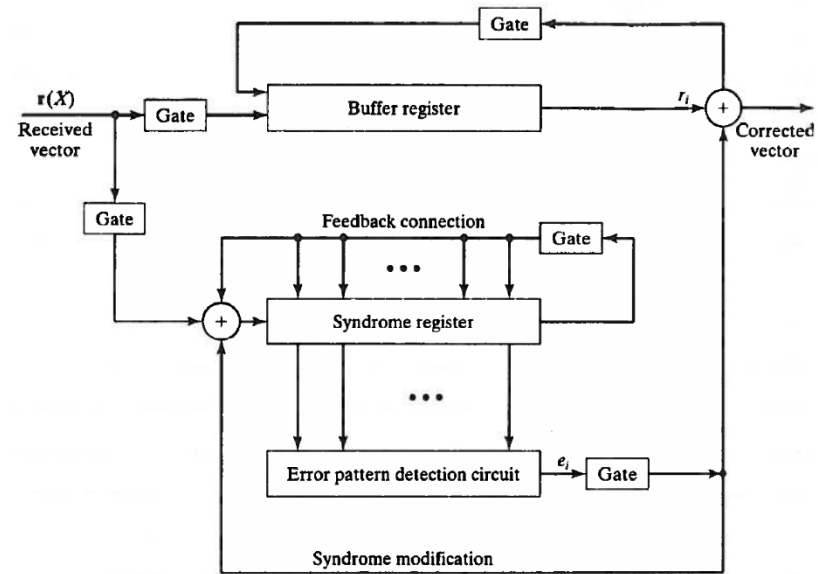 Gate
r(X)
Received
vector
Gate
Buffer register
r_i
+
Corrected
vector
Gate
Feedback connection
Gate
+
Syndrome register
Error pattern detection circuit
e_i
Gate
Syndrome modification